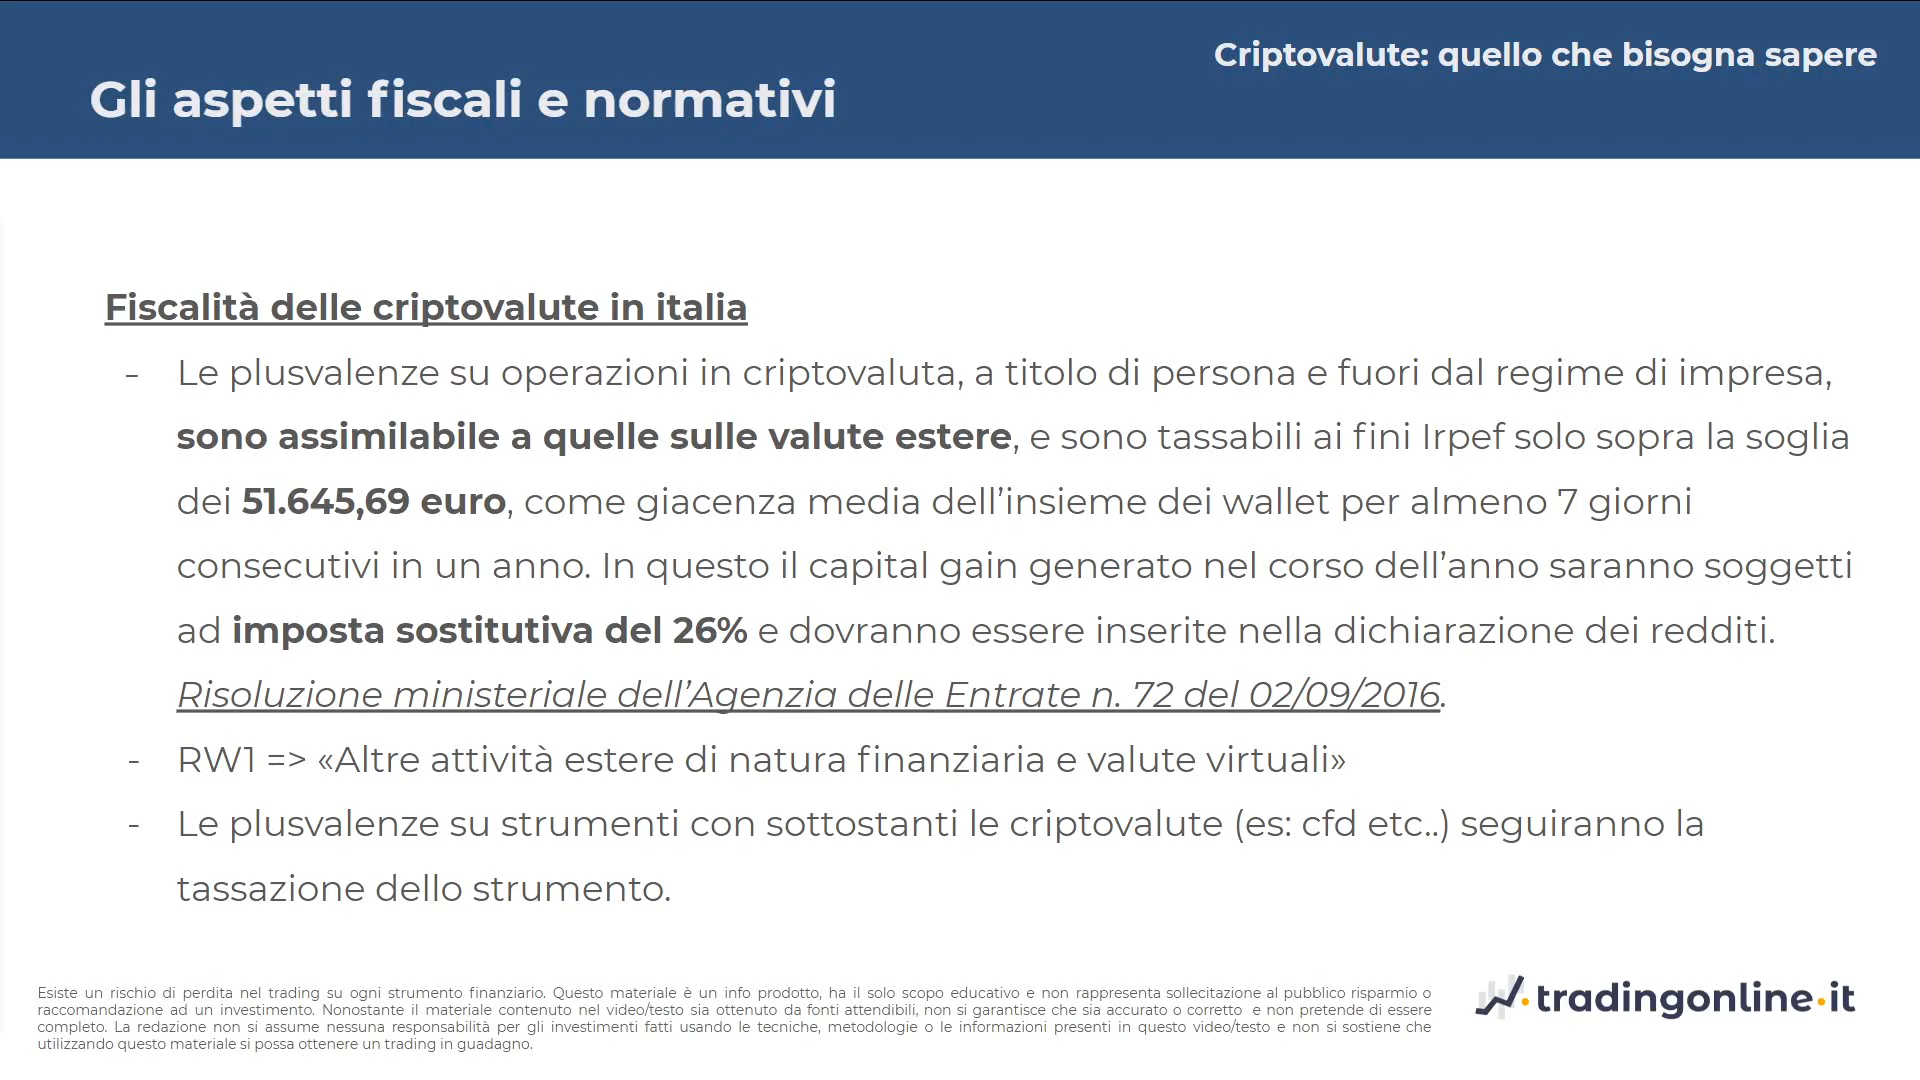 Criptovalute: quello che bisogna sapere
Gli aspetti fiscali e normativi
Fiscalità delle criptovalute in italia
- Le plusvalenze su operazioni in criptovaluta, a titolo di persona e fuori dal regime di impresa,
sono assimilabile a quelle sulle valute estere, e sono tassabili ai fini Irpef solo sopra la soglia
dei 51.645,69 euro, come giacenza media dell’insieme dei wallet per almeno 7 giorni
consecutivi in un anno. In questo il capital gain generato nel corso dell’anno saranno soggetti
ad imposta sostitutiva del 26% e dovranno essere inserite nella dichiarazione dei redditi.
Risoluzione ministeriale dell’Agenzia delle Entrate n. 72 del 02/09/2016.
- RW1 => «Altre attività estere di natura finanziaria e valute virtuali»
- Le plusvalenze su strumenti con sottostanti le criptovalute (es: cfd etc..) seguiranno la
tassazione dello strumento.
Esiste un rischio di perdita nel trading su ogni strumento finanziario. Questo materiale è un info prodotto, ha il solo scopo educativo e non rappresenta sollecitazione al pubblico risparmio o
raccomandazione ad un investimento. Nonostante il materiale contenuto nel video/testo sia ottenuto da fonti attendibili, non si garantisce che sia accurato o corretto e non pretende di essere
completo. La redazione non si assume nessuna responsabilità per gli investimenti fatti usando le tecniche, metodologie o le informazioni presenti in questo video/testo e non si sostiene che
utilizzando questo materiale si possa ottenere un trading in guadagno.
tradingonline.it